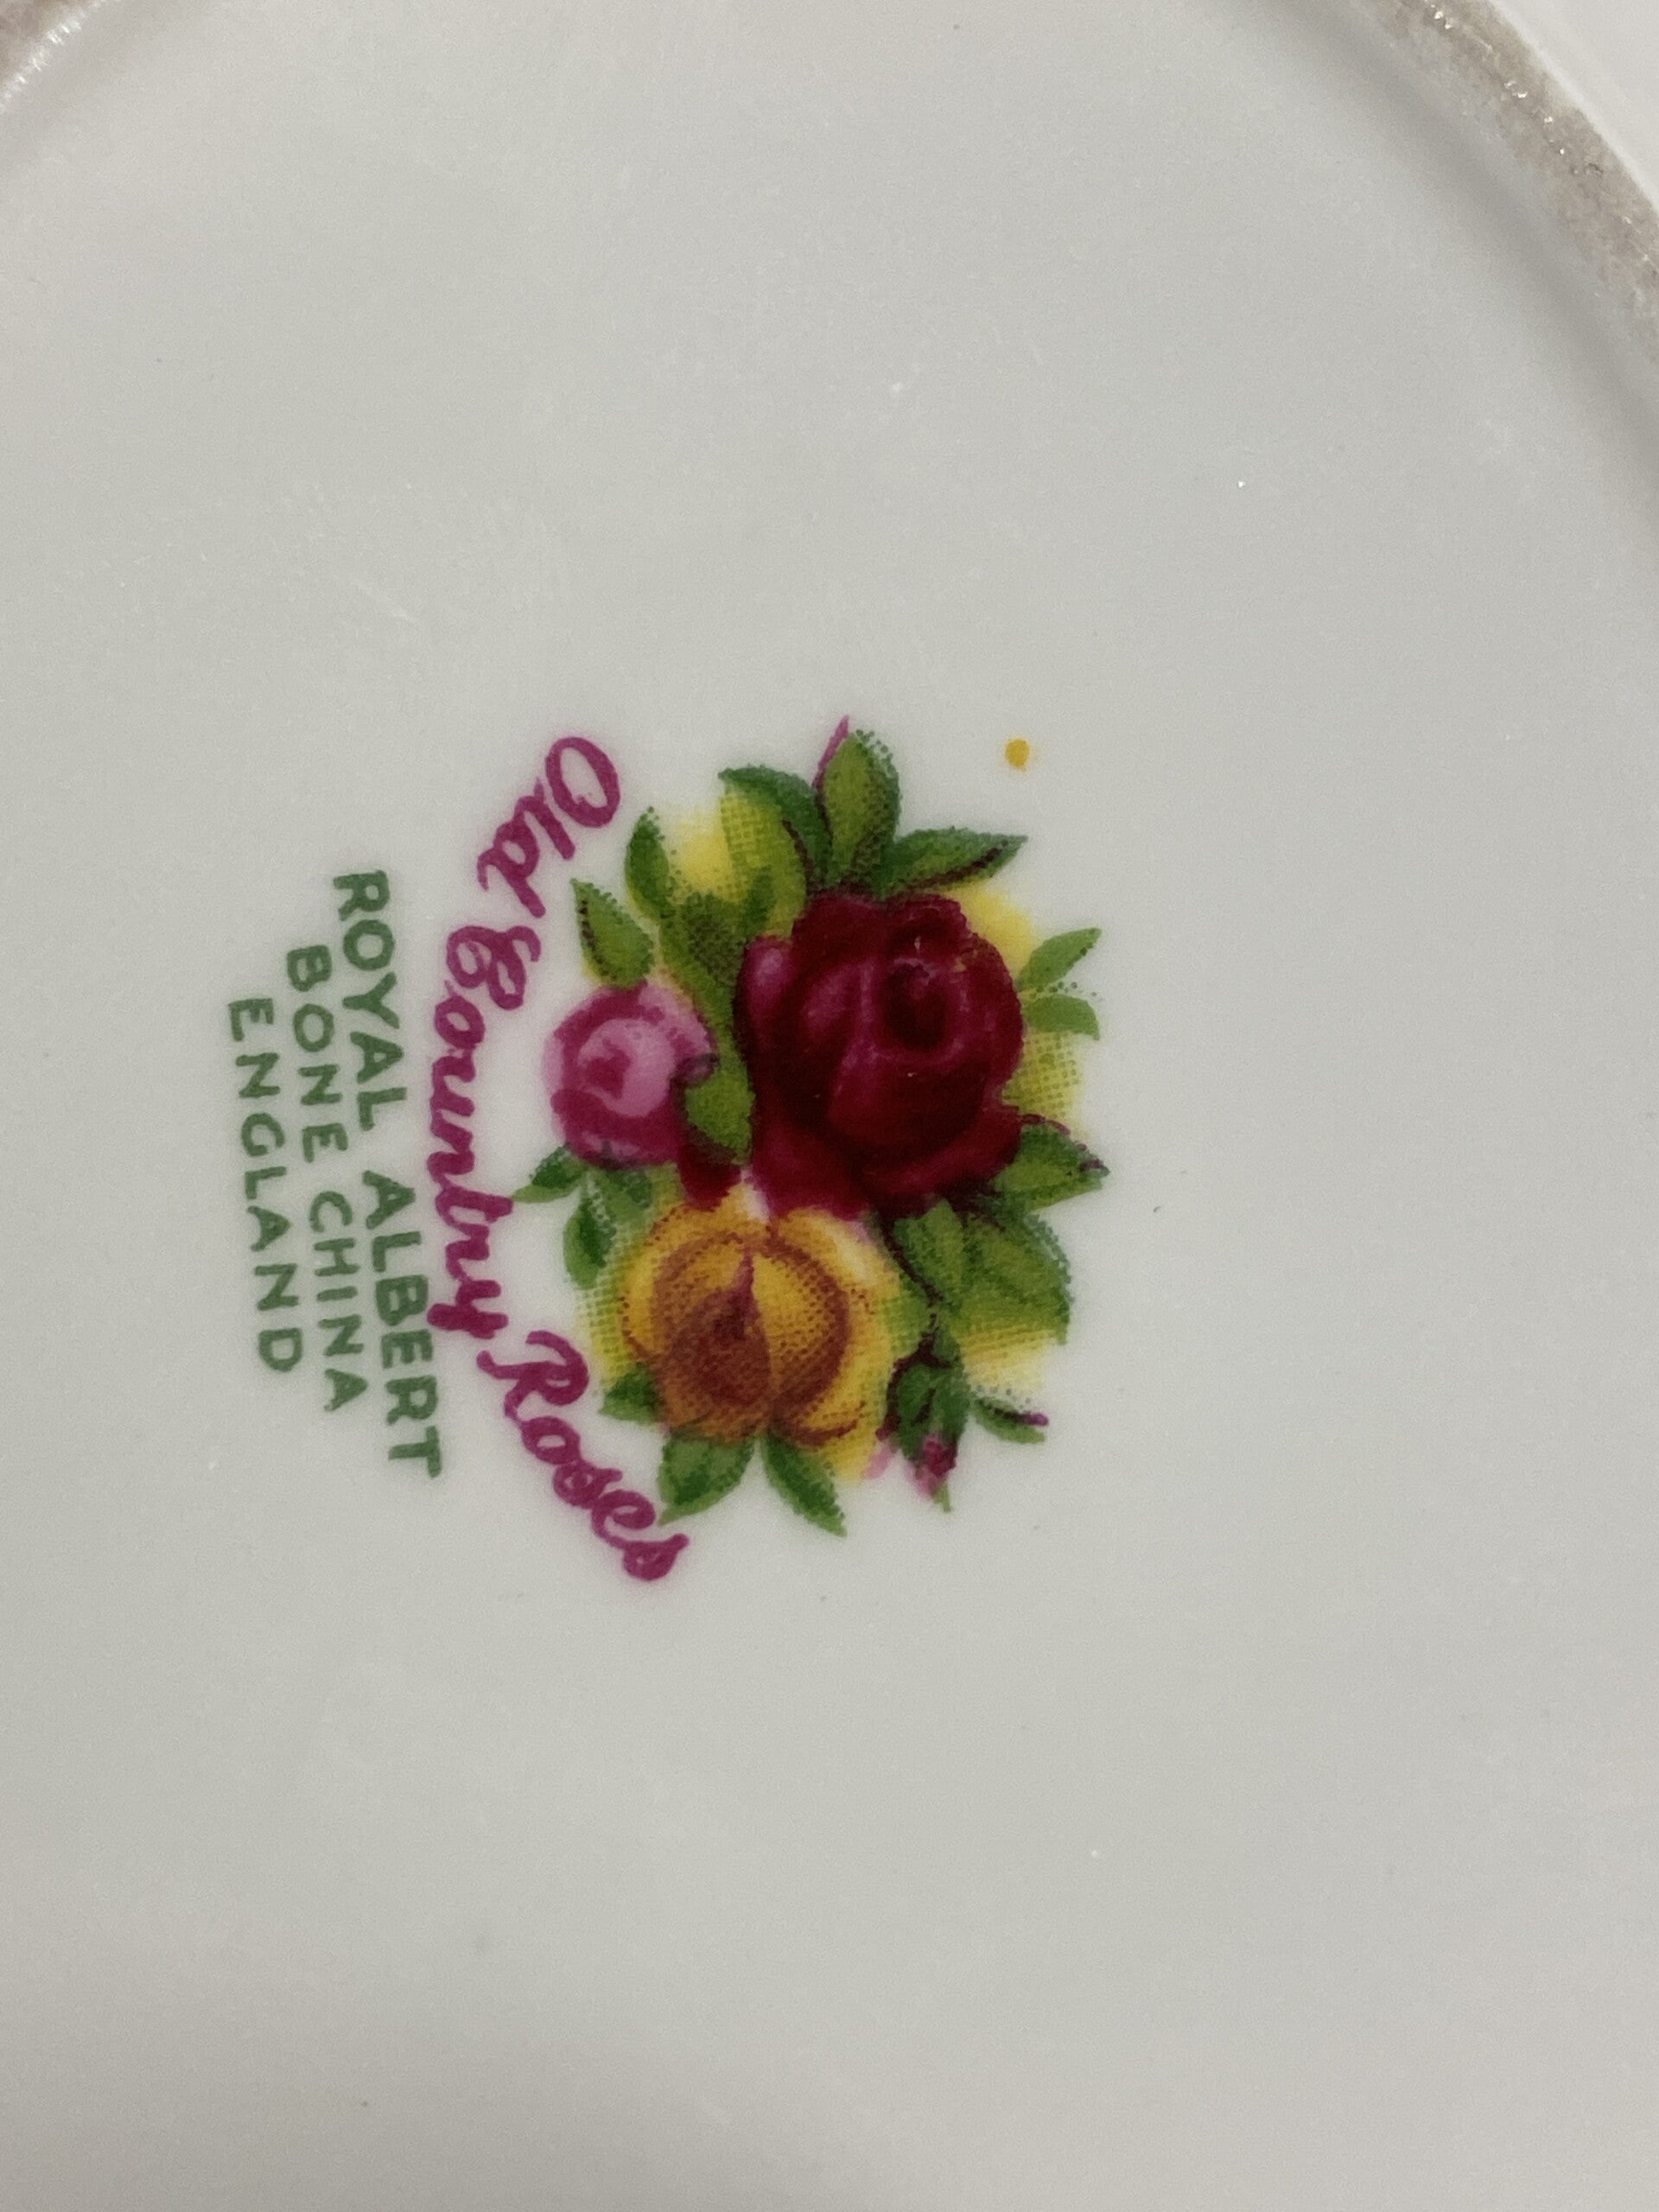 Old Country Roses
ROYAL ALBERT
BONE CHINA
ENGLAND